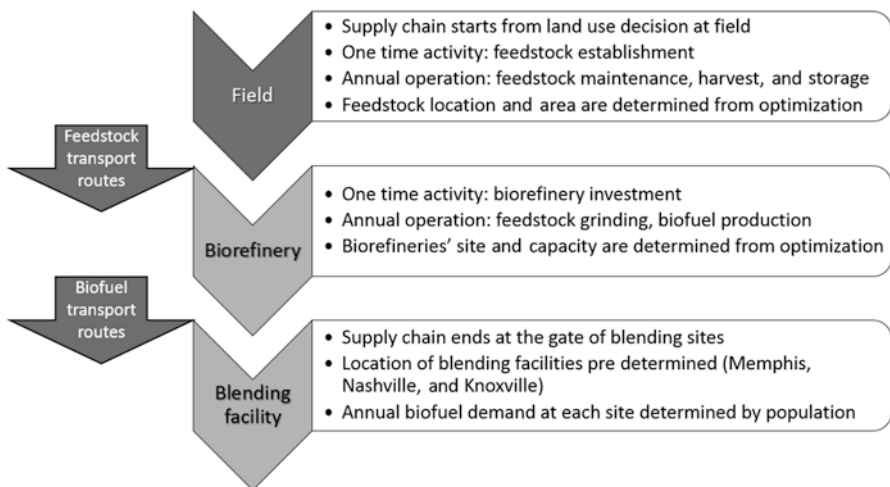 Field
• Supply chain starts from land use decision at field
• One time activity: feedstock establishment
• Annual operation: feedstock maintenance, harvest, and storage
• Feedstock location and area are determined from optimization
Feedstock
transport
routes
Biorefinery
• One time activity: biorefinery investment
• Annual operation: feedstock grinding, biofuel production
• Biorefineries’ site and capacity are determined from optimization
Biofuel
transport
routes
Blending
facility
• Supply chain ends at the gate of blending sites
• Location of blending facilities pre determined (Memphis,
Nashville, and Knoxville)
• Annual biofuel demand at each site determined by population